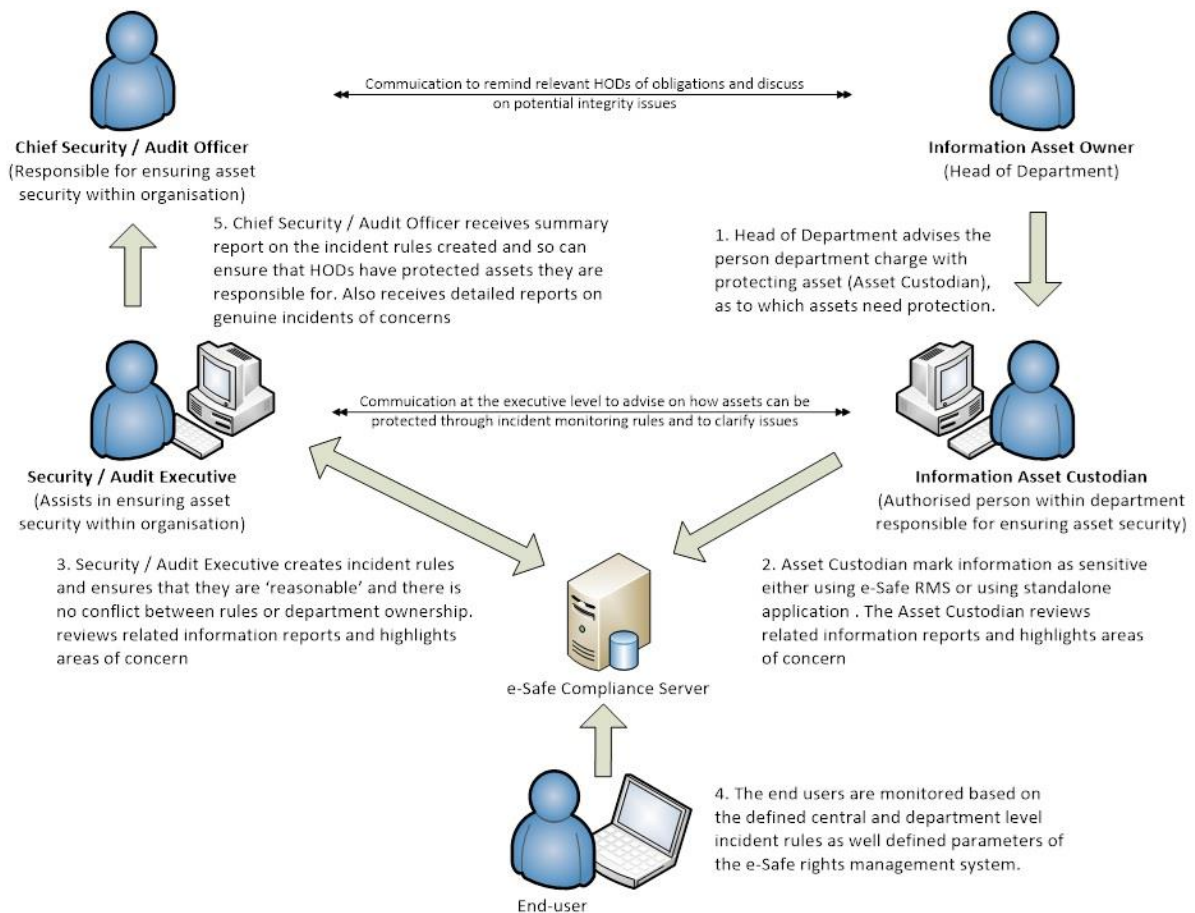 Commuication to remind relevant HODs of obligations and discuss
on potential integrity issues
Chief Security / Audit Officer
(Responsible for ensuring asset
security within organisation)
Information Asset Owner
(Head of Department)
5. Chief Security / Audit Officer receives summary
report on the incident rules created and so can
ensure that HODs have protected assets they are
responsible for. Also receives detailed reports on
genuine incidents of concerns
1. Head of Department advises the
person department charge with
protecting asset (Asset Custodian),
as to which assets need protection.
Commuication at the executive level to advise on how assets can be
protected through incident monitoring rules and to clarify issues
Security / Audit Executive
(Assists in ensuring asset
security within organisation)
Information Asset Custodian
(Authorised person within department
responsible for ensuring asset security)
3. Security / Audit Executive creates incident rules
and ensures that they are ‘reasonable’ and there is
no conflict between rules or department ownership.
reviews related information reports and highlights
areas of concern
2. Asset Custodian mark information as sensitive
either using e-Safe RMS or using standalone
application . The Asset Custodian reviews
related information reports and highlights areas
of concern
e-Safe Compliance Server
4. The end users are monitored based on
the defined central and department level
incident rules as well defined parameters of
the e-Safe rights management system.
End-user